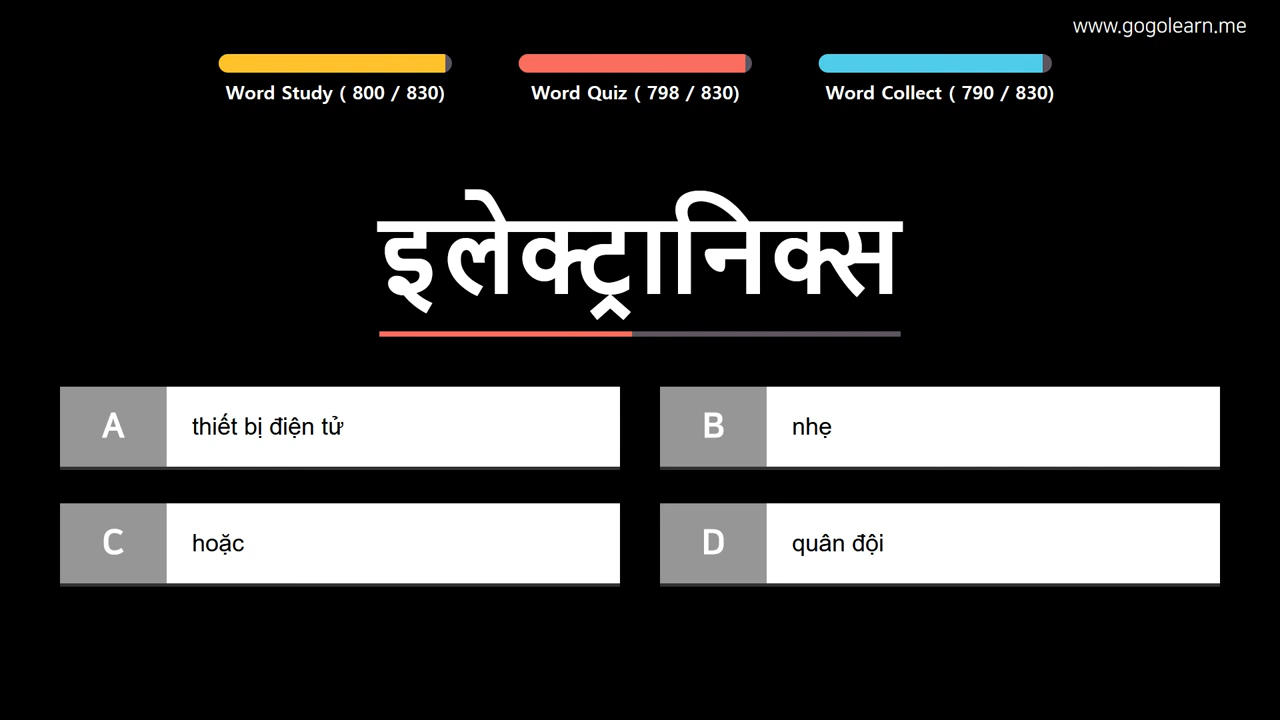 www.gogolearn.me
Word Study ( 800 / 830)
Word Quiz ( 798 / 830)
Word Collect ( 790 / 830)
इलेक्ट्रानिक्स
A thiết bị điện tử
B nhẹ
C hoặc
D quân đội